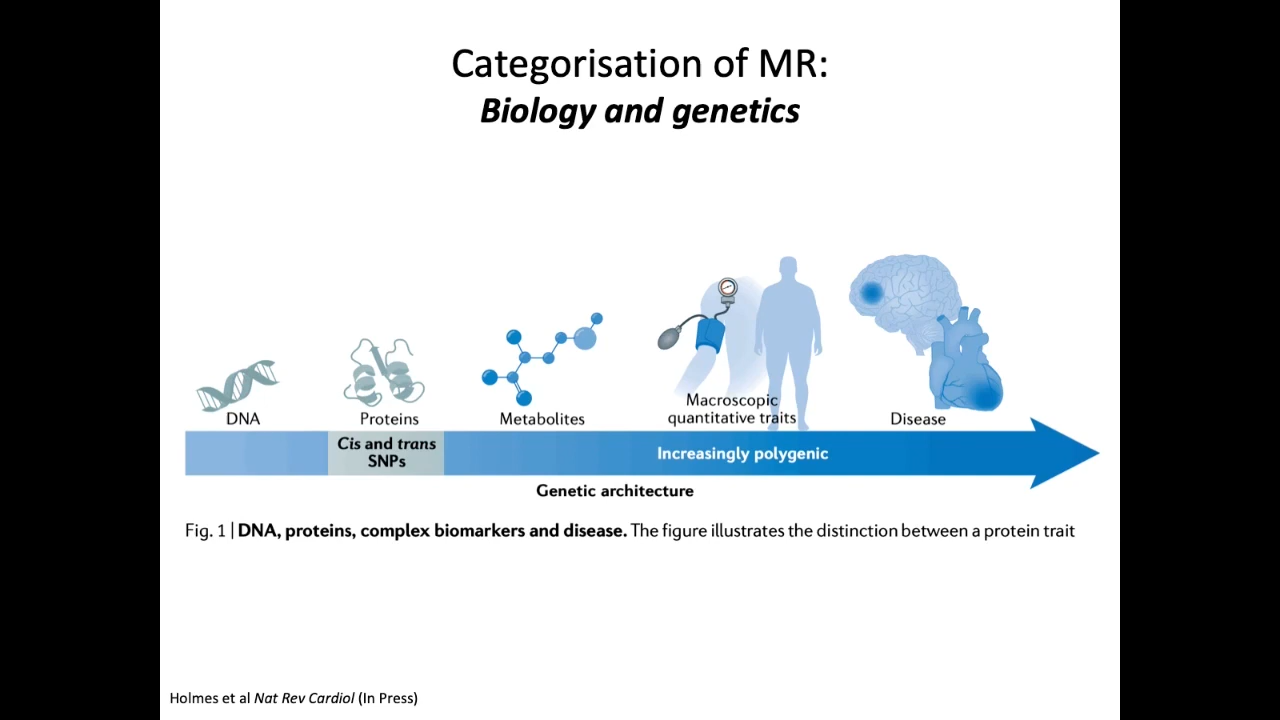 Categorisation of MR:
Biology and genetics
DNA
Proteins
Metabolites
Macroscopic
quantitative traits
Disease
Cis and trans
SNPs
Increasingly polygenic
Genetic architecture
Fig. 1 | DNA, proteins, complex biomarkers and disease. The figure illustrates the distinction between a protein trait
Holmes et al Nat Rev Cardiol (In Press)